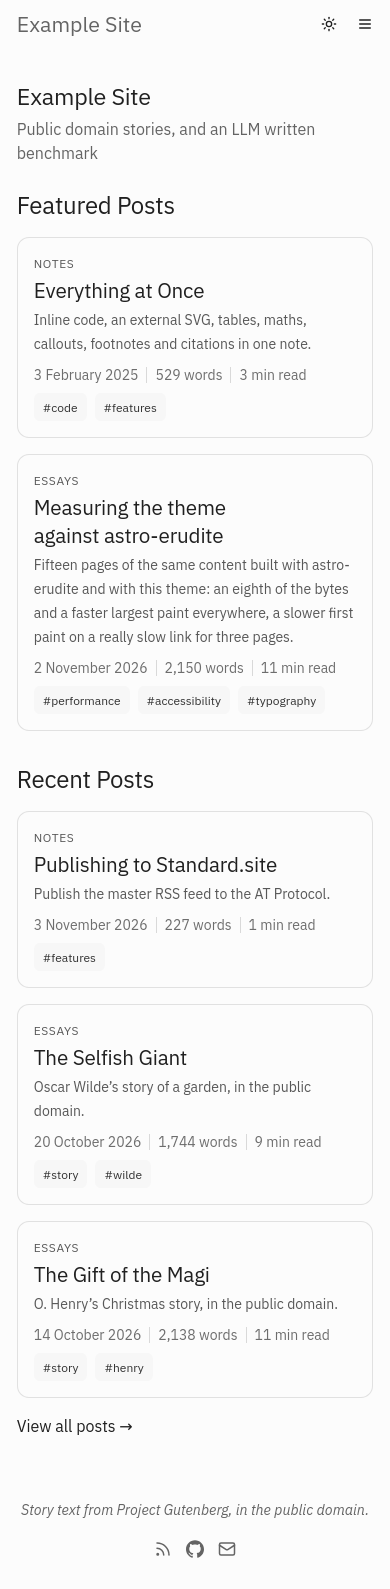 Example Site
Example Site
Public domain stories, and an LLM written
benchmark
Featured Posts
NOTES
Everything at Once
Inline code, an external SVG, tables, maths,
callouts, footnotes and citations in one note.
3 February 2025 529 words 3 min read
#code #features
ESSAYS
Measuring the theme
against astro-erudite
Fifteen pages of the same content built with astro-
erudite and with this theme: an eighth of the bytes
and a faster largest paint everywhere, a slower first
paint on a really slow link for three pages.
2 November 2026 2,150 words 11 min read
#performance #accessibility #typography
Recent Posts
NOTES
Publishing to Standard.site
Publish the master RSS feed to the AT Protocol.
3 November 2026 227 words 1 min read
#features
ESSAYS
The Selfish Giant
Oscar Wilde’s story of a garden, in the public
domain.
20 October 2026 1,744 words 9 min read
#story #wilde
ESSAYS
The Gift of the Magi
O. Henry’s Christmas story, in the public domain.
14 October 2026 2,138 words 11 min read
#story #henry
View all posts →
Story text from Project Gutenberg, in the public domain.